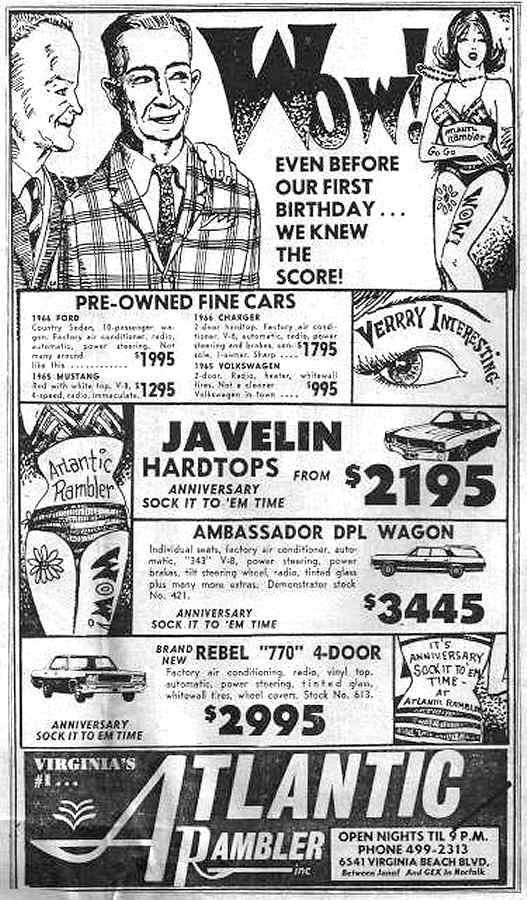 WOW!
EVEN BEFORE
OUR FIRST
BIRTHDAY...
WE KNEW
THE
SCORE!
ATLANTIC
Rambler
Go Go
WOW!
PRE-OWNED FINE CARS
1966 FORD
Country Sedan, 10-passenger wa-
gon. Factory air conditioner, radio,
automatic, power steering. Not
many around
like this ............ $1995
1965 MUSTANG
Red with white top, V-8,
4-speed, radio, immaculate. $1295
1966 CHARGER
2-door hardtop. Factory air condi-
tioner, V-8, automatic, radio, power
steering and brakes, con-
sole, 1-owner. Sharp .... $1795
1965 VOLKSWAGEN
2-door. Radio, heater, whitewall
tires. Not a cleaner
Volkswagen in town .... $995
VERRRY INTERESTING
Atlantic
Rambler
WOW!
JAVELIN
HARDTOPS FROM $2195
ANNIVERSARY
SOCK IT TO 'EM TIME
AMBASSADOR DPL WAGON
Individual seats, factory air conditioner, auto-
matic, "343" V-8, power steering, power
brakes, tilt steering wheel, radio, tinted glass
plus many more extras. Demonstrator stock
No. 421.
ANNIVERSARY
SOCK IT TO 'EM TIME
$3445
BRAND
NEW REBEL "770" 4-DOOR
Factory air conditioning, radio, vinyl top,
automatic, power steering, tinted glass,
whitewall tires, wheel covers. Stock No. 613.
$2995
ANNIVERSARY
SOCK IT TO EM TIME
IT'S
ANNIVERSARY
SOCK IT TO EM
TIME -
AT
ATLANTIC RAMBLER
VIRGINIA'S
#1...
ATLANTIC
RAMBLER
inc
OPEN NIGHTS TIL 9 P.M.
PHONE 499-2313
6541 VIRGINIA BEACH BLVD.
Between Janaf And GEX In Norfolk